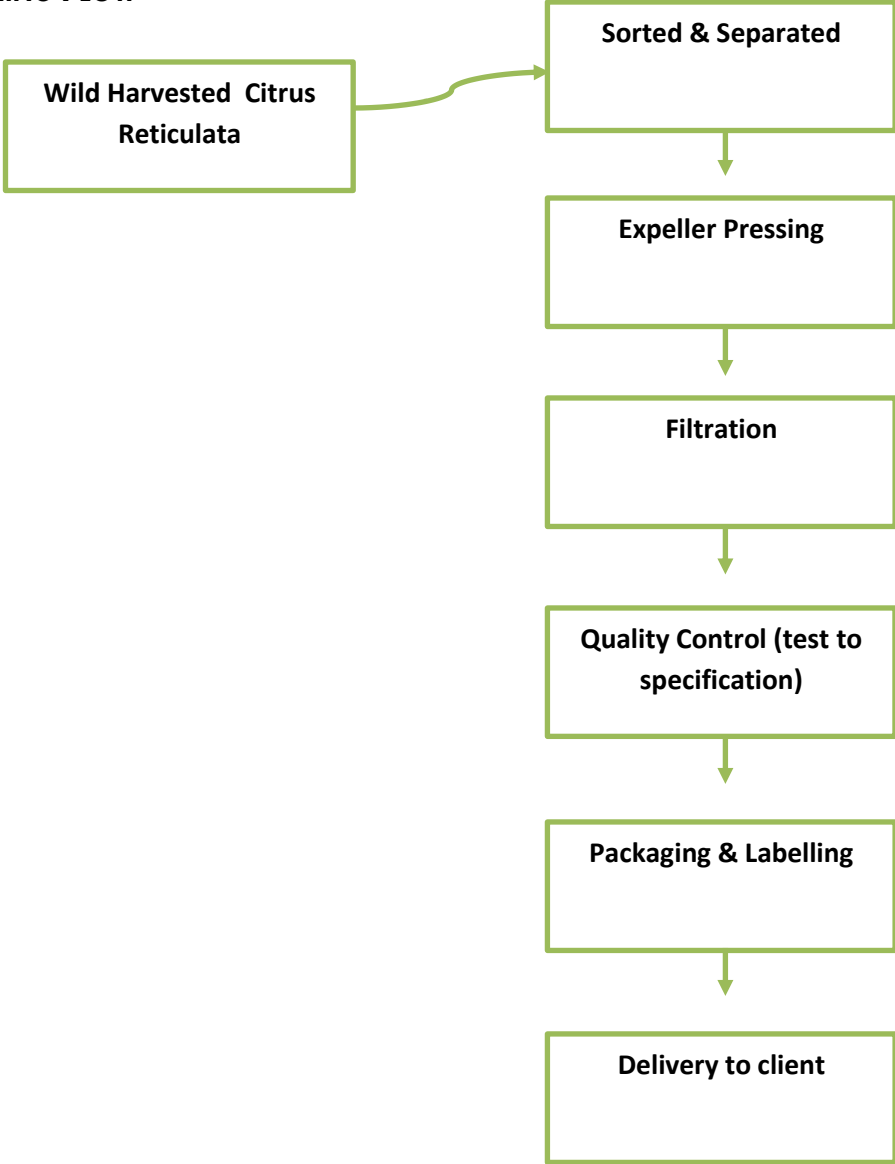 Wild Harvested Citrus
Reticulata
Sorted & Separated
Expeller Pressing
Filtration
Quality Control (test to
specification)
Packaging & Labelling
Delivery to client